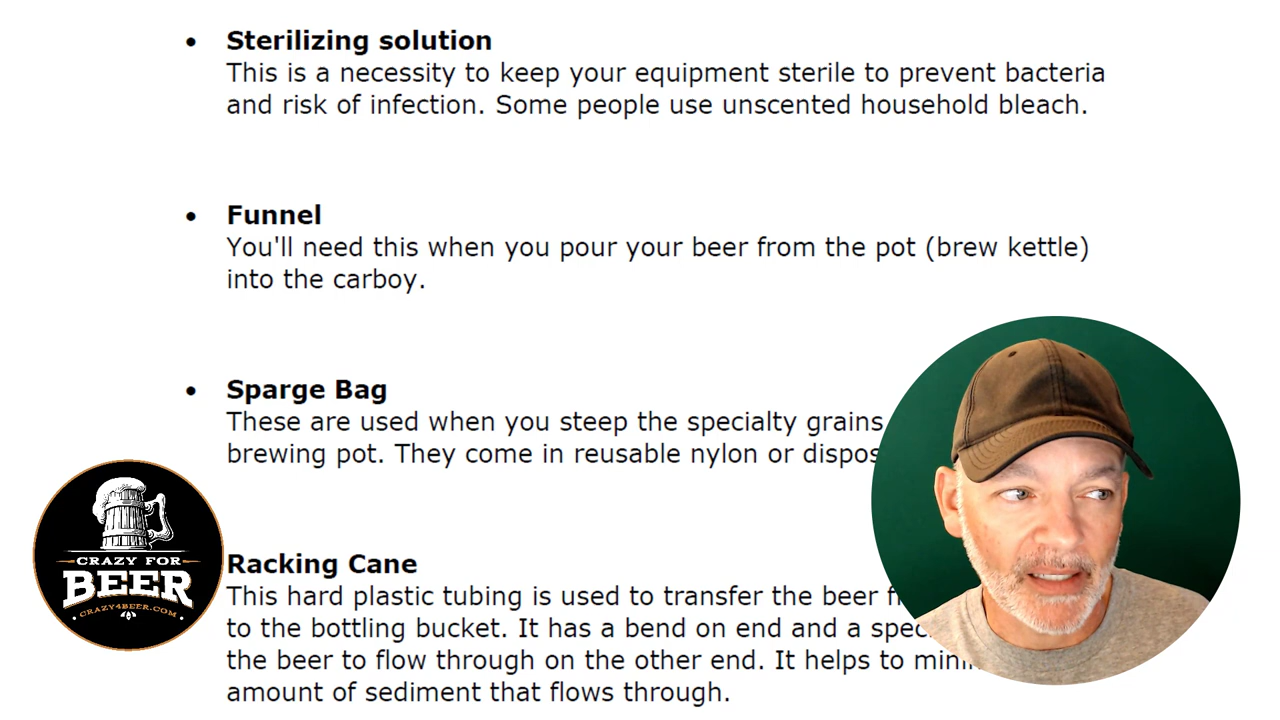 Sterilizing solution
This is a necessity to keep your equipment sterile to prevent bacteria
and risk of infection. Some people use unscented household bleach.
Funnel
You'll need this when you pour your beer from the pot (brew kettle)
into the carboy.
Sparge Bag
These are used when you steep the specialty grains
brewing pot. They come in reusable nylon or
Racking Cane
This hard plastic tubing is used to transfer the beer
to the bottling bucket. It has a bend on end and a
the beer to flow through on the other end. It helps to
amount of sediment that flows through.
CRAZY FOR
BEER
CRAZY4BEER.COM